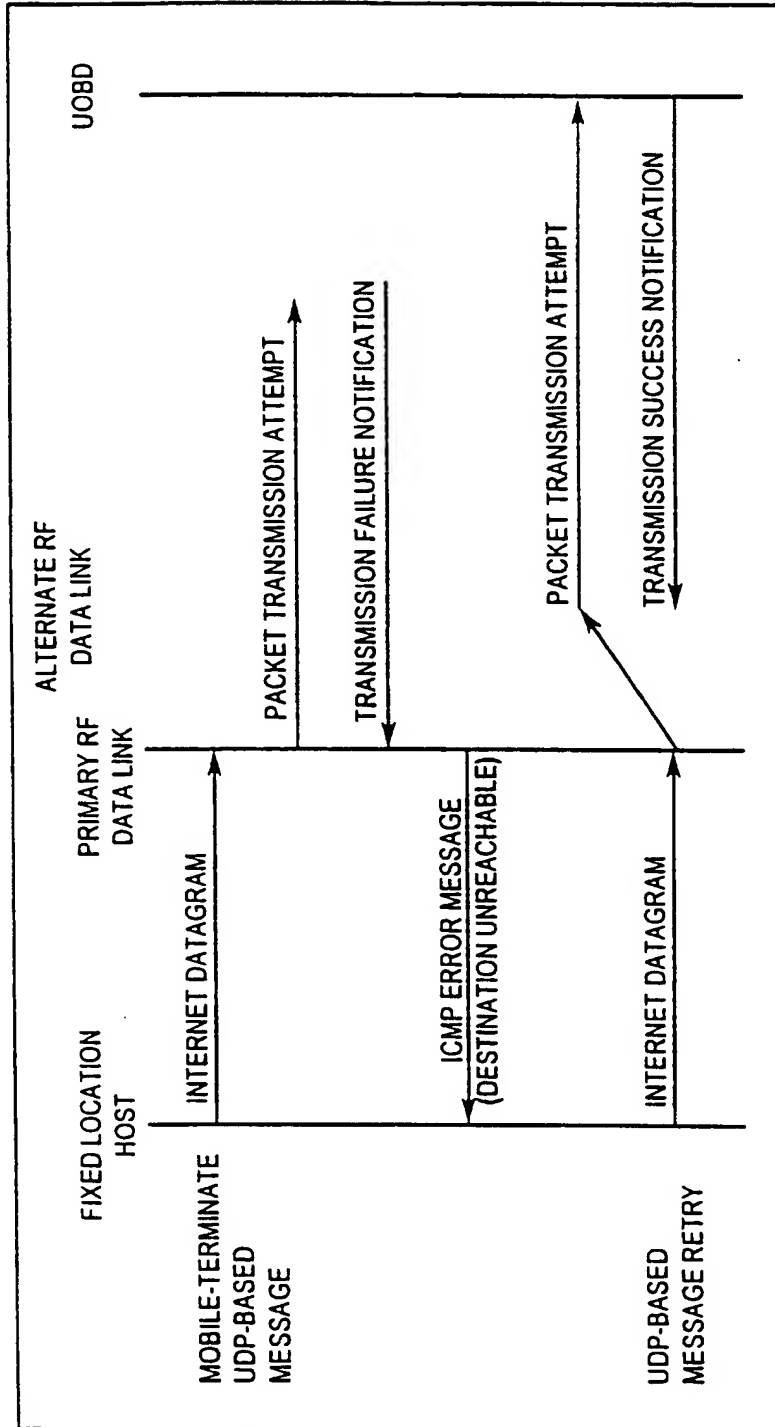 FIXED LOCATION
HOST
PRIMARY RF
DATA LINK
ALTERNATE RF
DATA LINK
UOBD
MOBILE-TERMINATE
UDP-BASED
MESSAGE
INTERNET DATAGRAM
PACKET TRANSMISSION ATTEMPT
TRANSMISSION FAILURE NOTIFICATION
ICMP ERROR MESSAGE
(DESTINATION UNREACHABLE)
UDP-BASED
MESSAGE RETRY
INTERNET DATAGRAM
PACKET TRANSMISSION ATTEMPT
TRANSMISSION SUCCESS NOTIFICATION